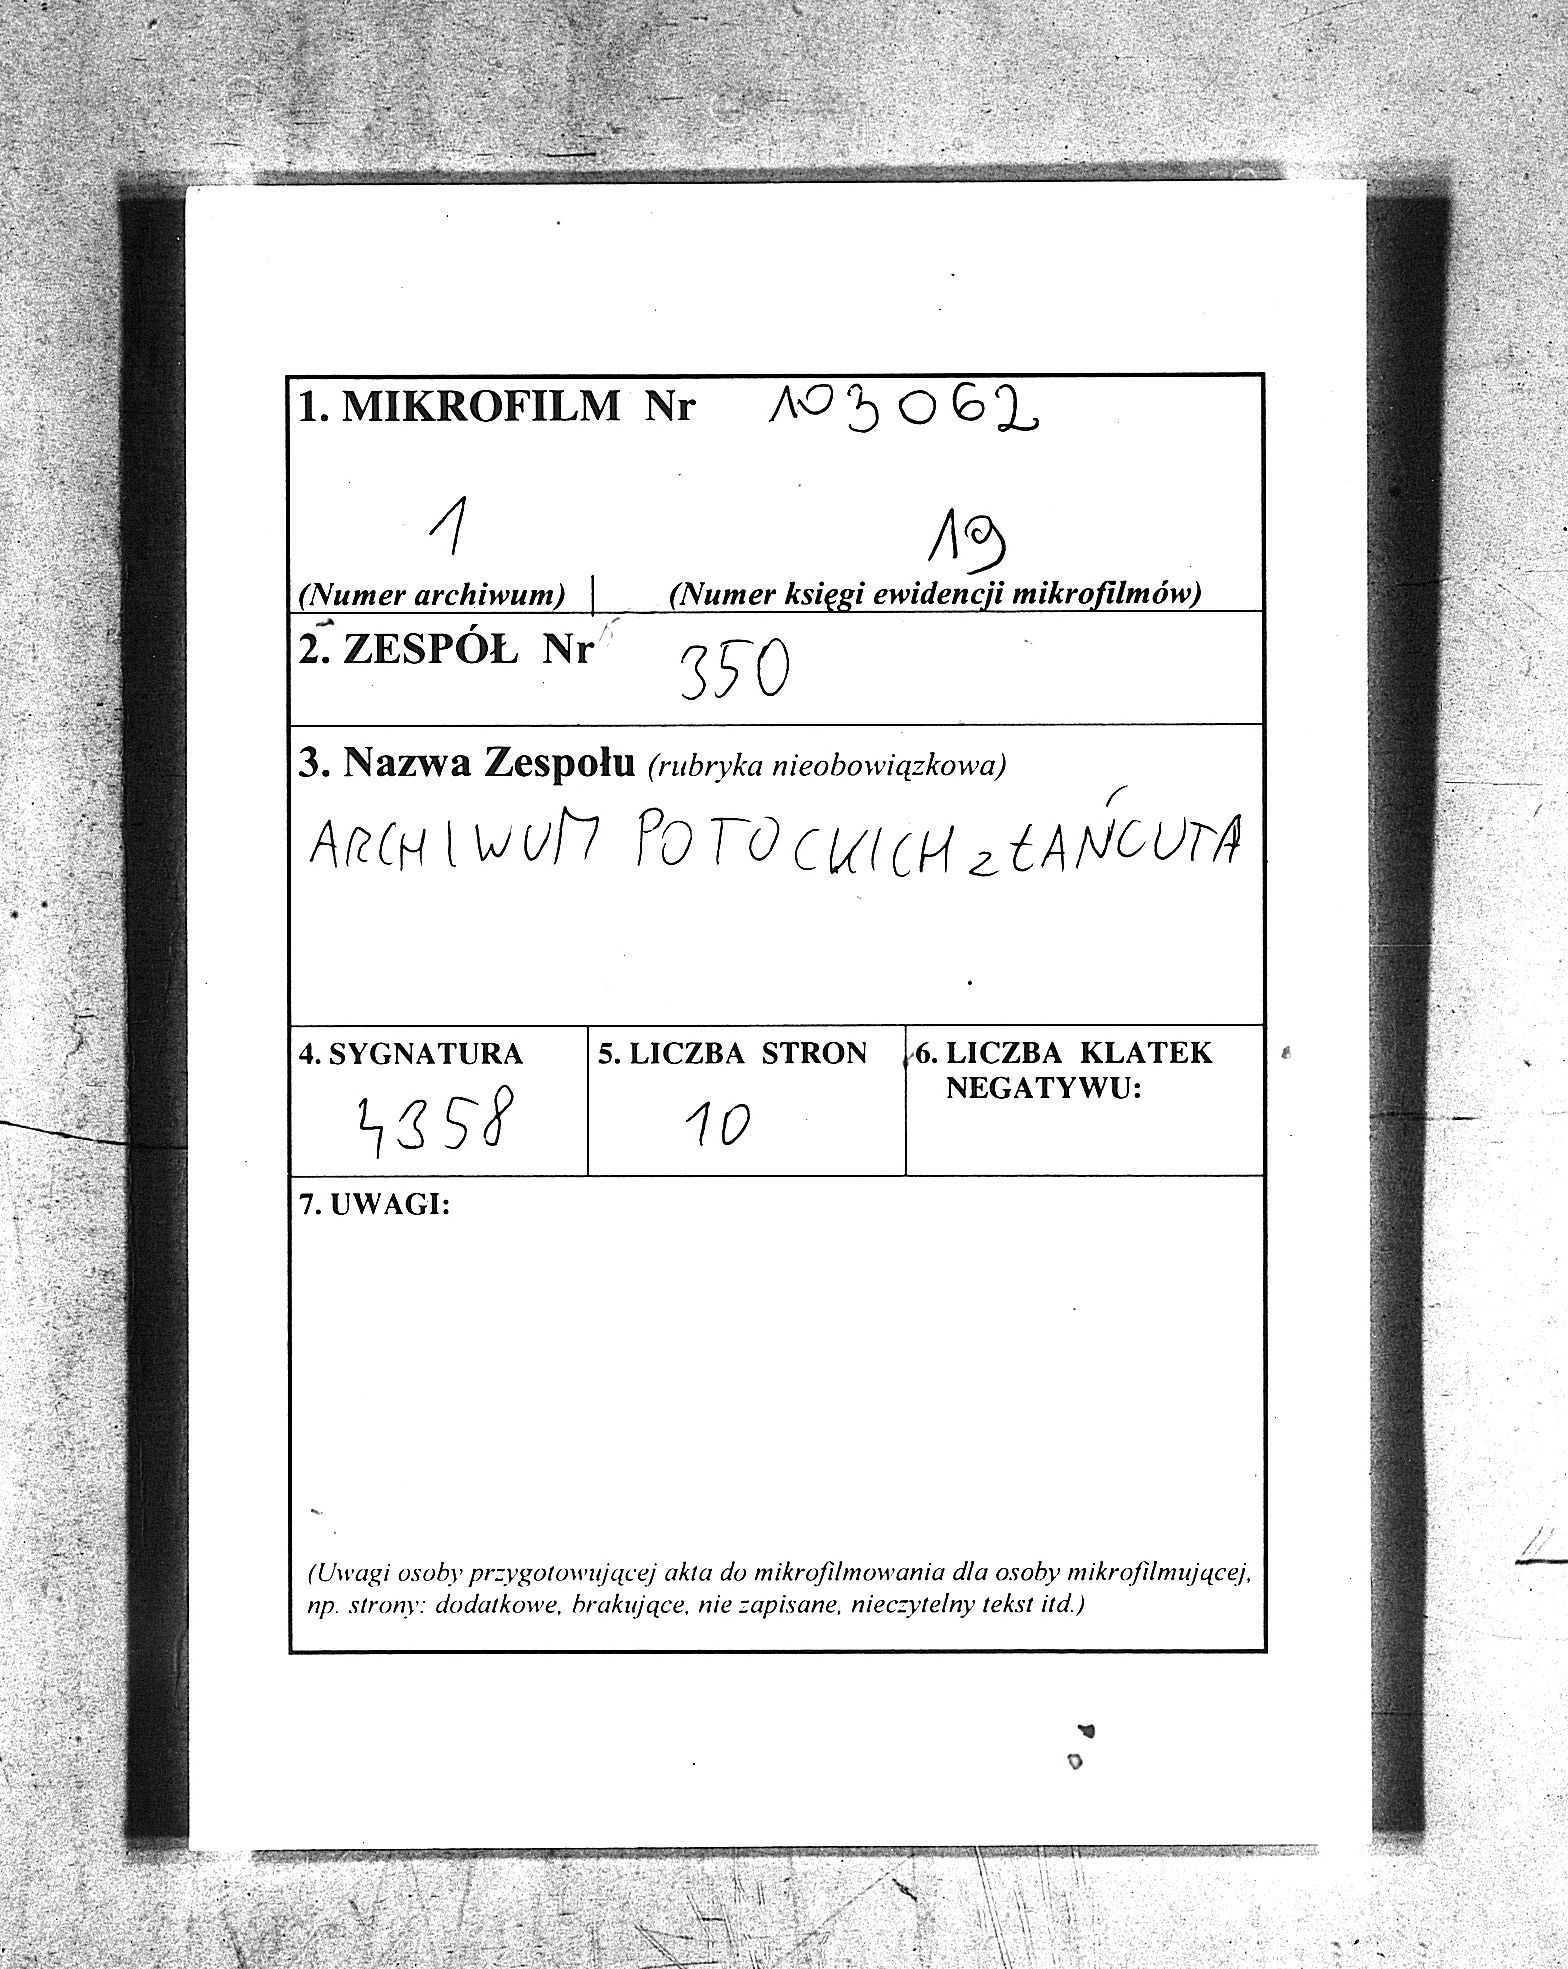 1. MIKROFILM Nr 103062
1 19
(Numer archiwum) | (Numer księgi ewidencji mikrofilmów)
2. ZESPÓŁ Nr 350
3. Nazwa Zespołu (rubryka nieobowiązkowa)
ARCHIWUM POTOCKICH z ŁAŃCUTA
4. SYGNATURA 5. LICZBA STRON 6. LICZBA KLATEK
NEGATYWU:
4358 10
7. UWAGI:
(Uwagi osoby przygotowującej akta do mikrofilmowania dla osoby mikrofilmującej,
np. strony: dodatkowe, brakujące, nie zapisane, nieczytelny tekst itd.)